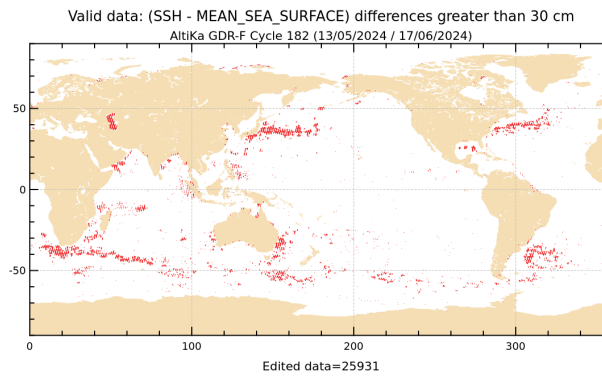 Valid data: (SSH - MEAN_SEA_SURFACE) differences greater than 30 cm
AltiKa GDR-F Cycle 182 (13/05/2024 / 17/06/2024)
50
0
-50
0 100 200 300
Edited data=25931